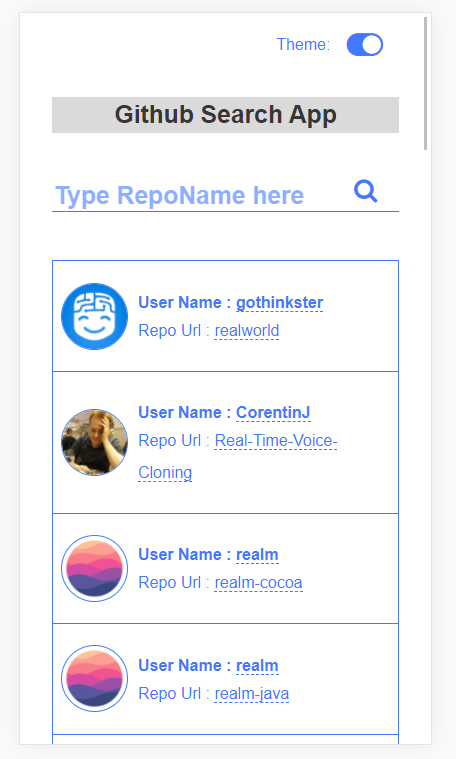 Theme:
Github Search App
Type RepoName here
User Name : gothinkster
Repo Url : realworld
User Name : CorentinJ
Repo Url : Real-Time-Voice-
Cloning
User Name : realm
Repo Url : realm-cocoa
User Name : realm
Repo Url : realm-java